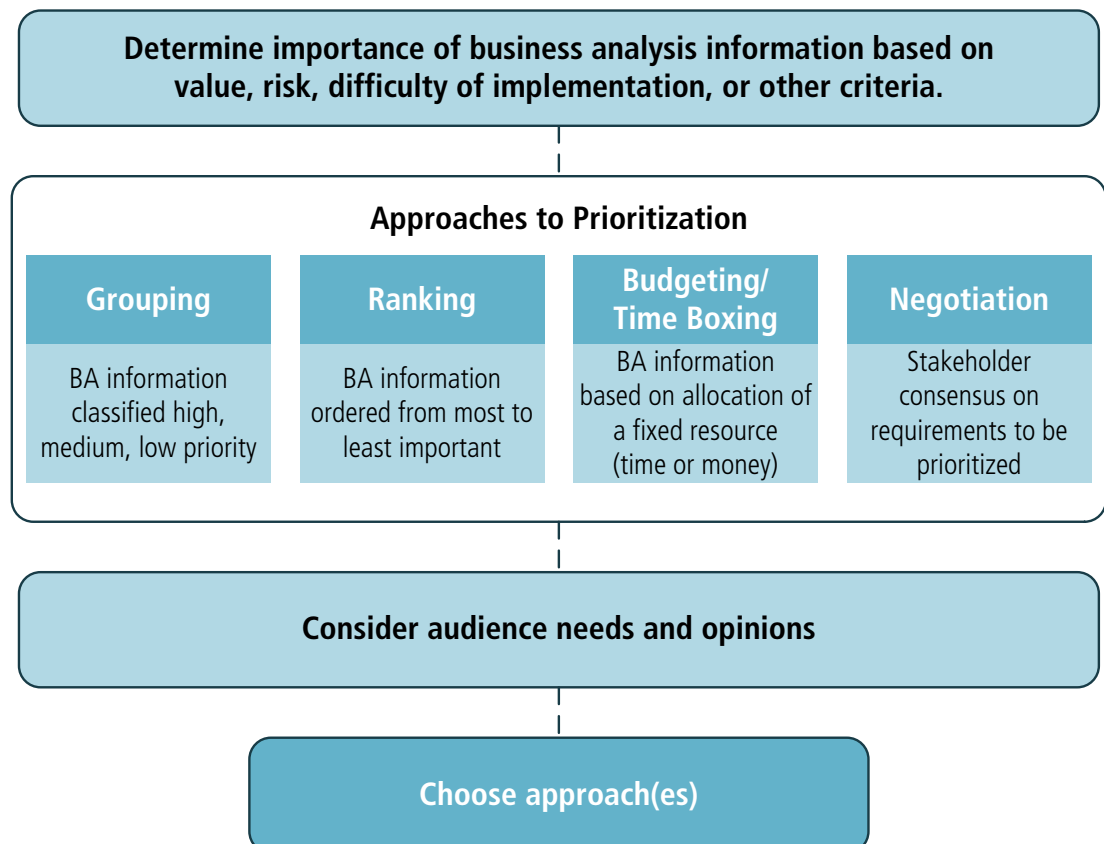 Determine importance of business analysis information based on
value, risk, difficulty of implementation, or other criteria.
Approaches to Prioritization
Grouping
BA information
classified high,
medium, low priority
Ranking
BA information
ordered from most to
least important
Budgeting/
Time Boxing
BA information
based on allocation of
a fixed resource
(time or money)
Negotiation
Stakeholder
consensus on
requirements to be
prioritized
Consider audience needs and opinions
Choose approach(es)